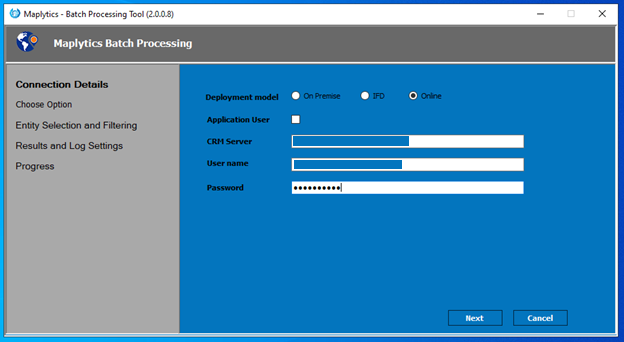 Maplytics - Batch Processing Tool (2.0.0.8)
Maplytics Batch Processing
Connection Details
Choose Option
Entity Selection and Filtering
Results and Log Settings
Progress
Deployment model On Premise IFD Online
Application User
CRM Server
User name
Password ●●●●●●●●●●
Next Cancel